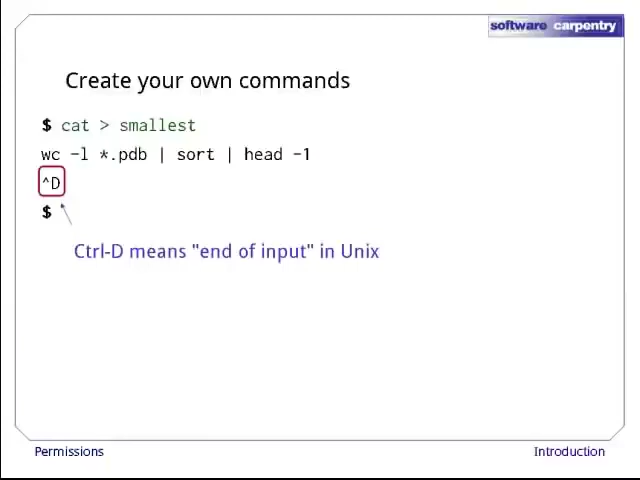 software carpentry
Create your own commands
$ cat > smallest
wc -l *.pdb | sort | head -1
^D
$
Ctrl-D means "end of input" in Unix
Permissions
Introduction